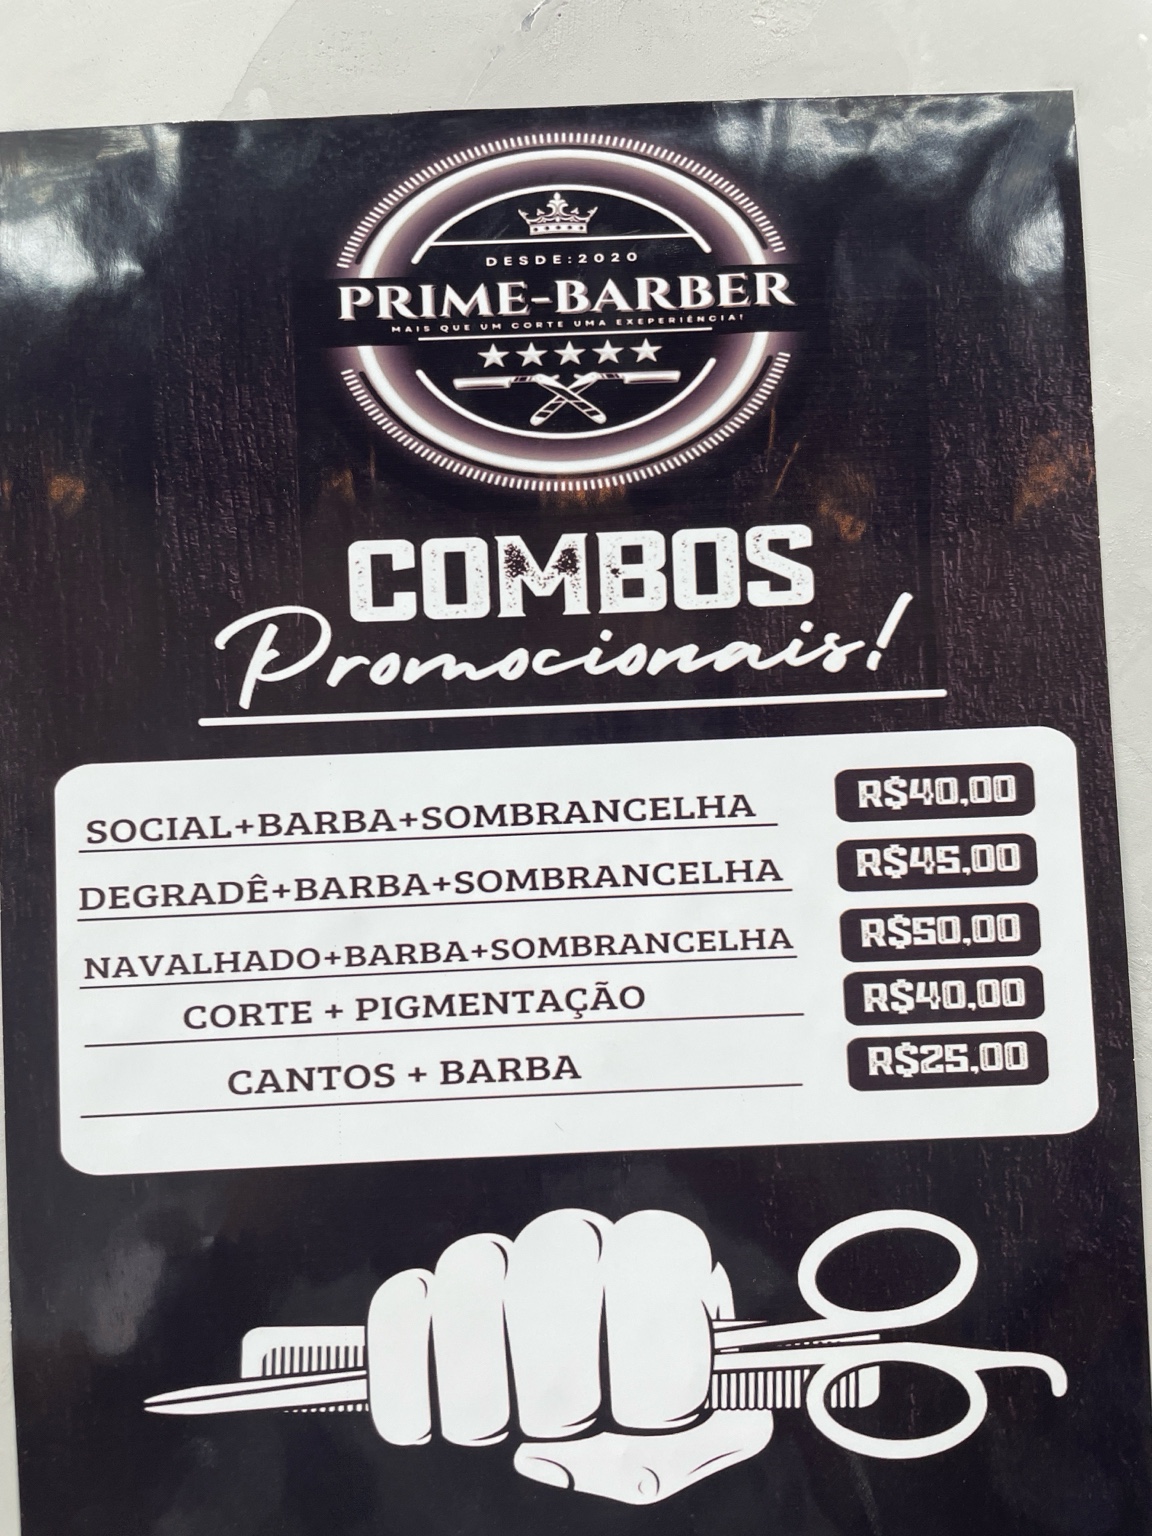 DESDE:2020
PRIME-BARBER
MAIS QUE UM CORTE UMA EXEPERIÊNCIA!
COMBOS
Promocionais!
SOCIAL+BARBA+SOMBRANCELHA R$40,00
DEGRADÊ+BARBA+SOMBRANCELHA R$45,00
NAVALHADO+BARBA+SOMBRANCELHA R$50,00
CORTE + PIGMENTAÇÃO R$40,00
CANTOS + BARBA R$25,00